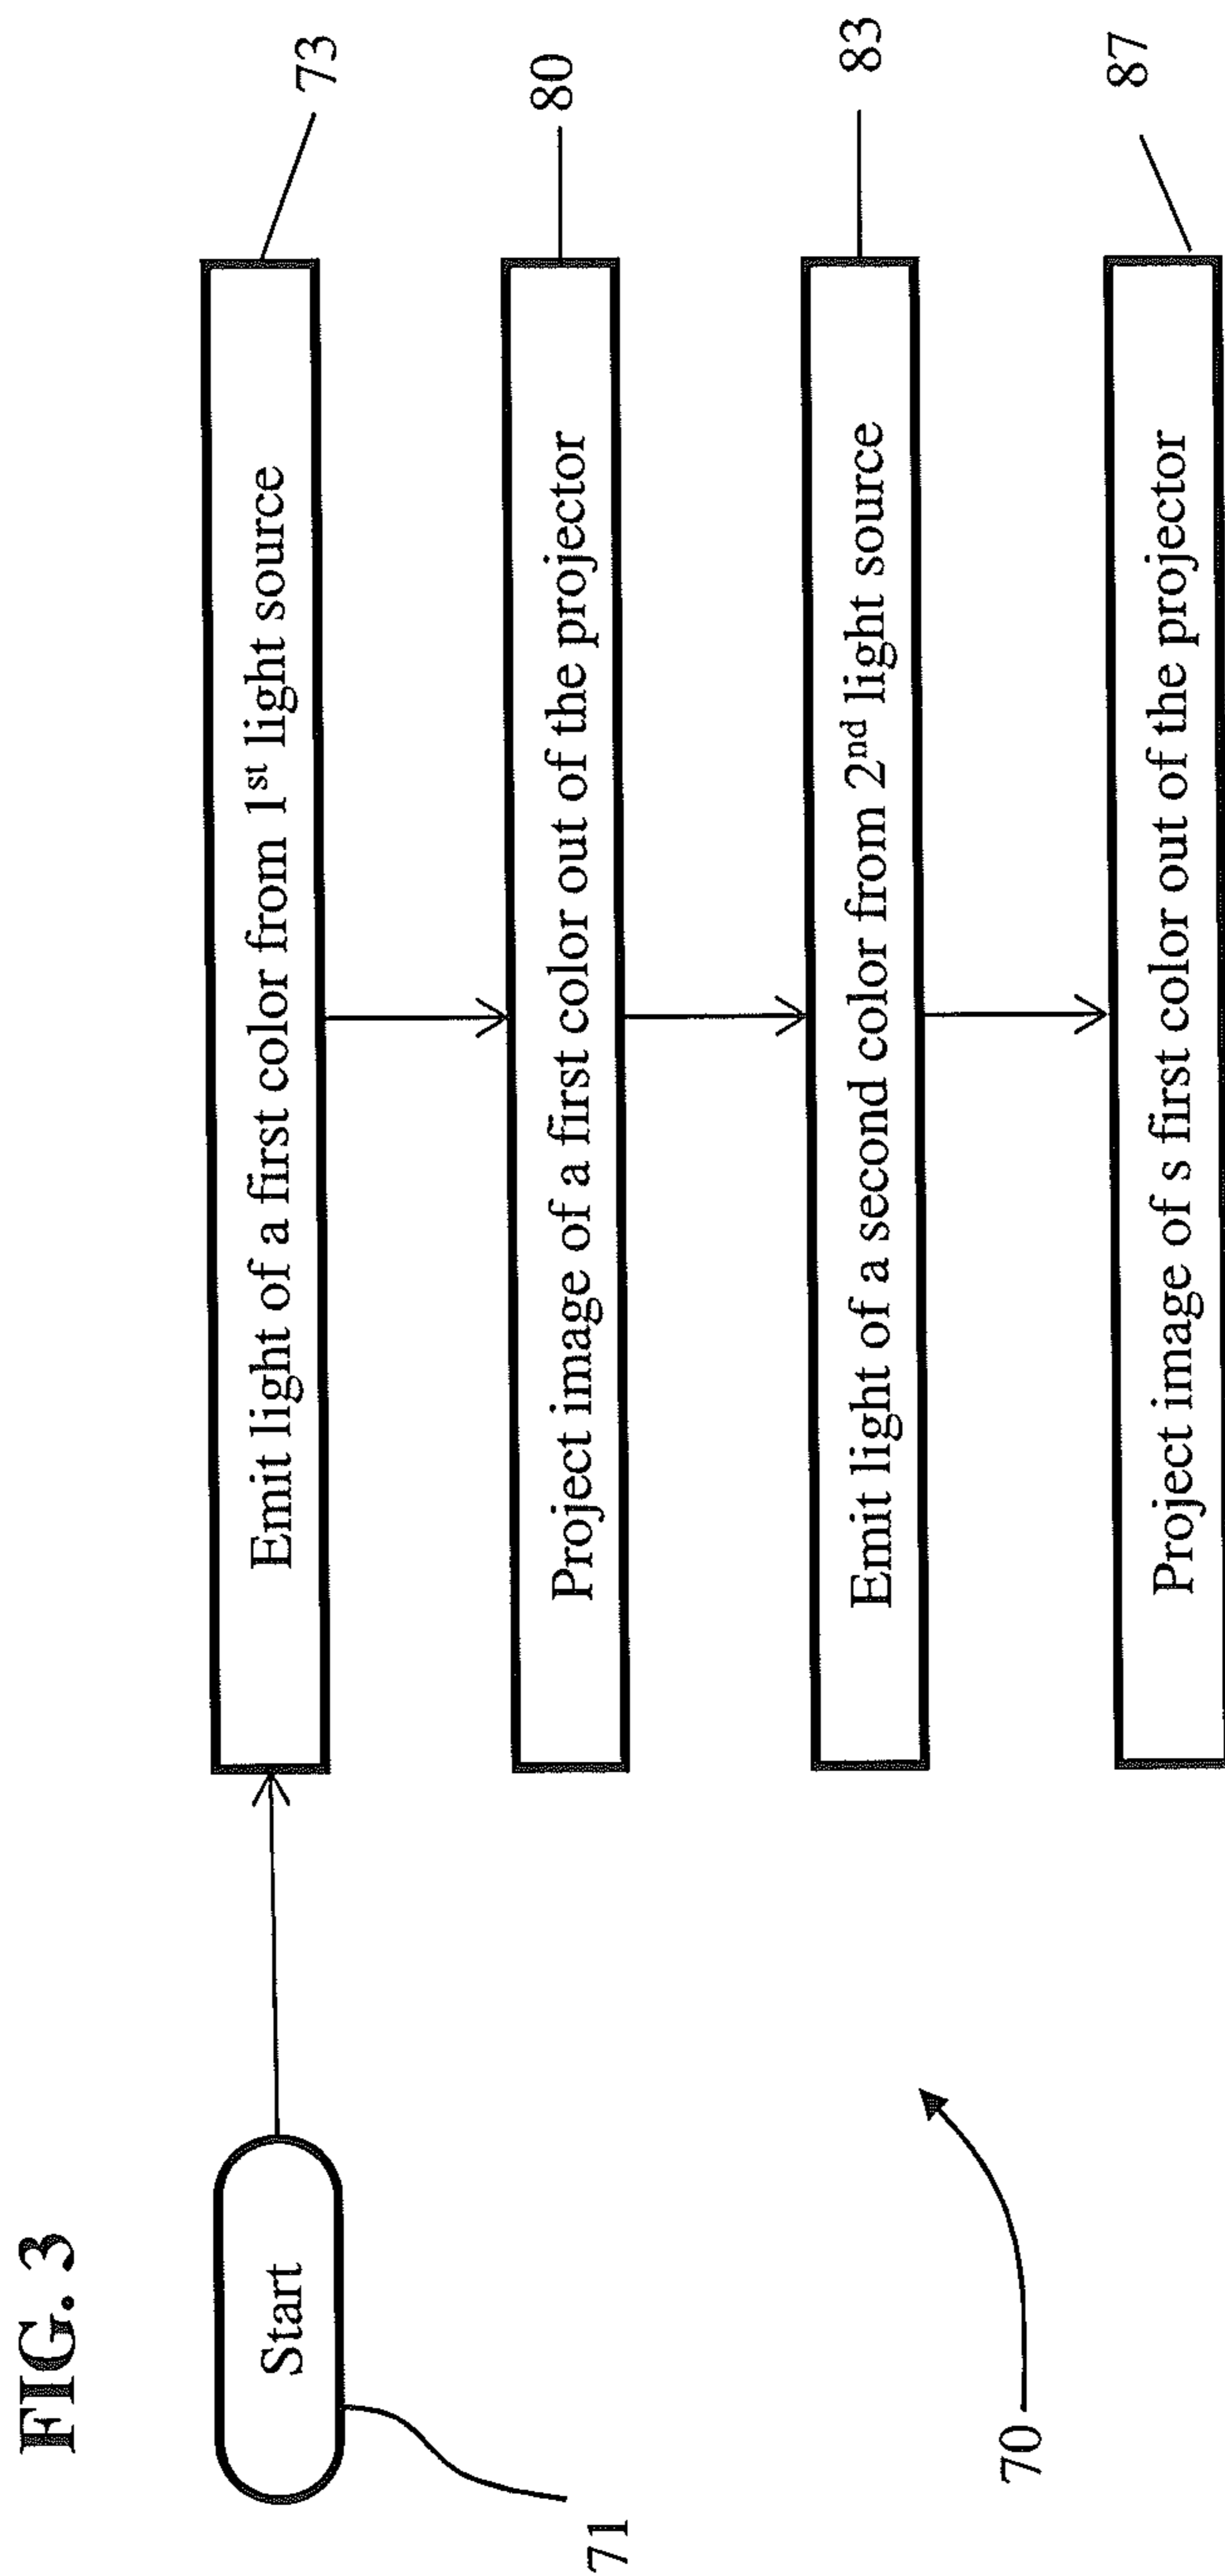 FIG. 3
Start
71
70
Emit light of a first color from 1st light source
73
Project image of a first color out of the projector
80
Emit light of a second color from 2nd light source
83
Project image of s first color out of the projector
87